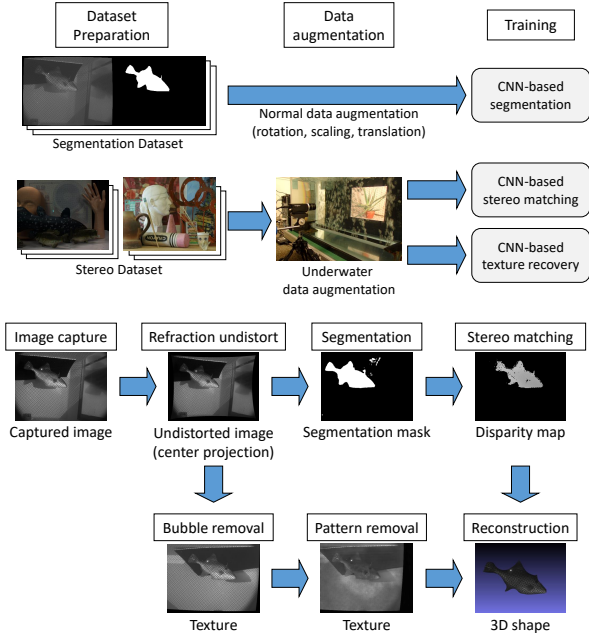 Dataset
Preparation
Data
augmentation
Training
Normal data augmentation
(rotation, scaling, translation)
CNN-based
segmentation
Segmentation Dataset
CNN-based
stereo matching
CNN-based
texture recovery
Stereo Dataset
Underwater
data augmentation
Image capture
Refraction undistort
Segmentation
Stereo matching
Captured image
Undistorted image
(center projection)
Segmentation mask
Disparity map
Bubble removal
Pattern removal
Reconstruction
Texture
Texture
3D shape